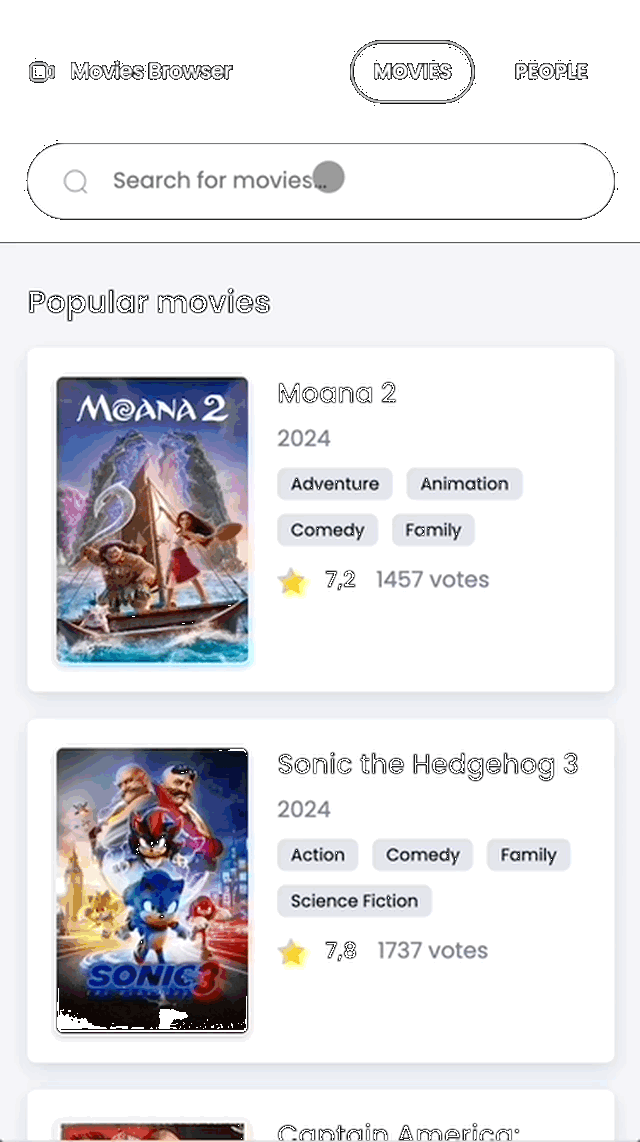 Movies Browser
MOVIES
PEOPLE
Search for movies...
Popular movies
MOANA 2
Moana 2
2024
Adventure
Animation
Comedy
Family
7,2
1457 votes
SONIC 3
Sonic the Hedgehog 3
2024
Action
Comedy
Family
Science Fiction
7,8
1737 votes
Captain America: